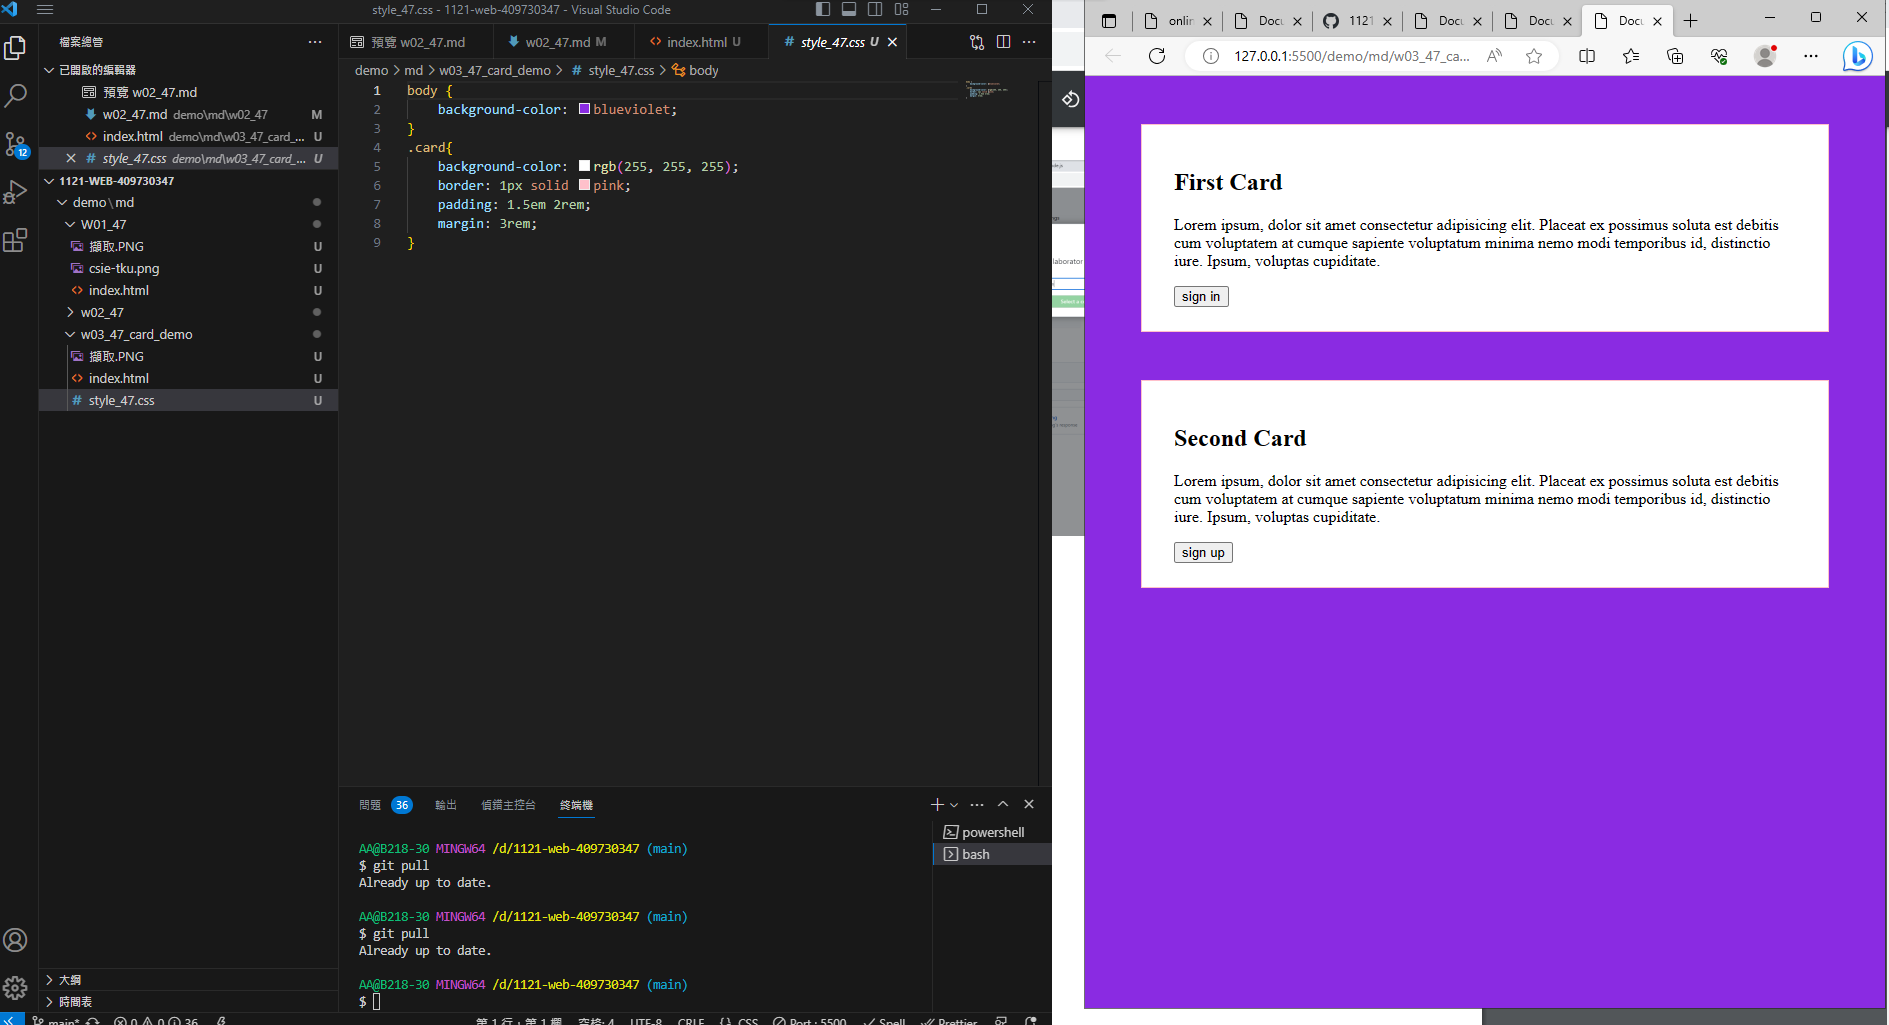 style_47.css - 1121-web-409730347 - Visual Studio Code
檔案總管
已開啟的編輯器
預覽 w02_47.md
w02_47.md demo\md\w02_47 M
index.html demo\md\w03_47_card_... U
style_47.css demo\md\w03_47_card_... U
1121-WEB-409730347
demo\md
W01_47
擷取.PNG U
csie-tku.png U
index.html U
w02_47
w03_47_card_demo
擷取.PNG U
index.html U
style_47.css U
大綱
時間表
預覽 w02_47.md
w02_47.md M
index.html U
style_47.css U
demo > md > w03_47_card_demo > # style_47.css > body
1 body {
2 background-color: blueviolet;
3 }
4 .card{
5 background-color: rgb(255, 255, 255);
6 border: 1px solid pink;
7 padding: 1.5em 2rem;
8 margin: 3rem;
9 }
問題 36 輸出 偵錯主控台 終端機
powershell
bash
AA@B218-30 MINGW64 /d/1121-web-409730347 (main)
$ git pull
Already up to date.
AA@B218-30 MINGW64 /d/1121-web-409730347 (main)
$ git pull
Already up to date.
AA@B218-30 MINGW64 /d/1121-web-409730347 (main)
$
12
main* 0 0 36 第 1 行，第 1 欄 空格: 4 UTF-8 CRLF {} CSS Port : 5500 Spell Prettier
laborator
Select a
onlin Docu 1121 Docu Docu Docu
127.0.0.1:5500/demo/md/w03_47_ca...
First Card
Lorem ipsum, dolor sit amet consectetur adipisicing elit. Placeat ex possimus soluta est debitis
cum voluptatem at cumque sapiente voluptatum minima nemo modi temporibus id, distinctio
iure. Ipsum, voluptas cupiditate.
sign in
Second Card
Lorem ipsum, dolor sit amet consectetur adipisicing elit. Placeat ex possimus soluta est debitis
cum voluptatem at cumque sapiente voluptatum minima nemo modi temporibus id, distinctio
iure. Ipsum, voluptas cupiditate.
sign up